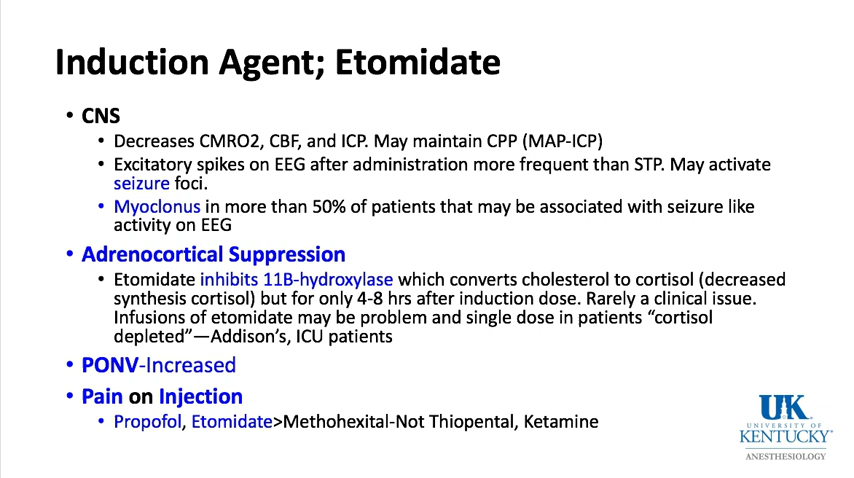 Induction Agent; Etomidate
• CNS
• Decreases CMRO2, CBF, and ICP. May maintain CPP (MAP-ICP)
• Excitatory spikes on EEG after administration more frequent than STP. May activate
seizure foci.
• Myoclonus in more than 50% of patients that may be associated with seizure like
activity on EEG
• Adrenocortical Suppression
• Etomidate inhibits 11B-hydroxylase which converts cholesterol to cortisol (decreased
synthesis cortisol) but for only 4-8 hrs after induction dose. Rarely a clinical issue.
Infusions of etomidate may be problem and single dose in patients “cortisol
depleted”—Addison’s, ICU patients
• PONV-Increased
• Pain on Injection
• Propofol, Etomidate>Methohexital-Not Thiopental, Ketamine
UK
UNIVERSITY OF
KENTUCKY®
ANESTHESIOLOGY